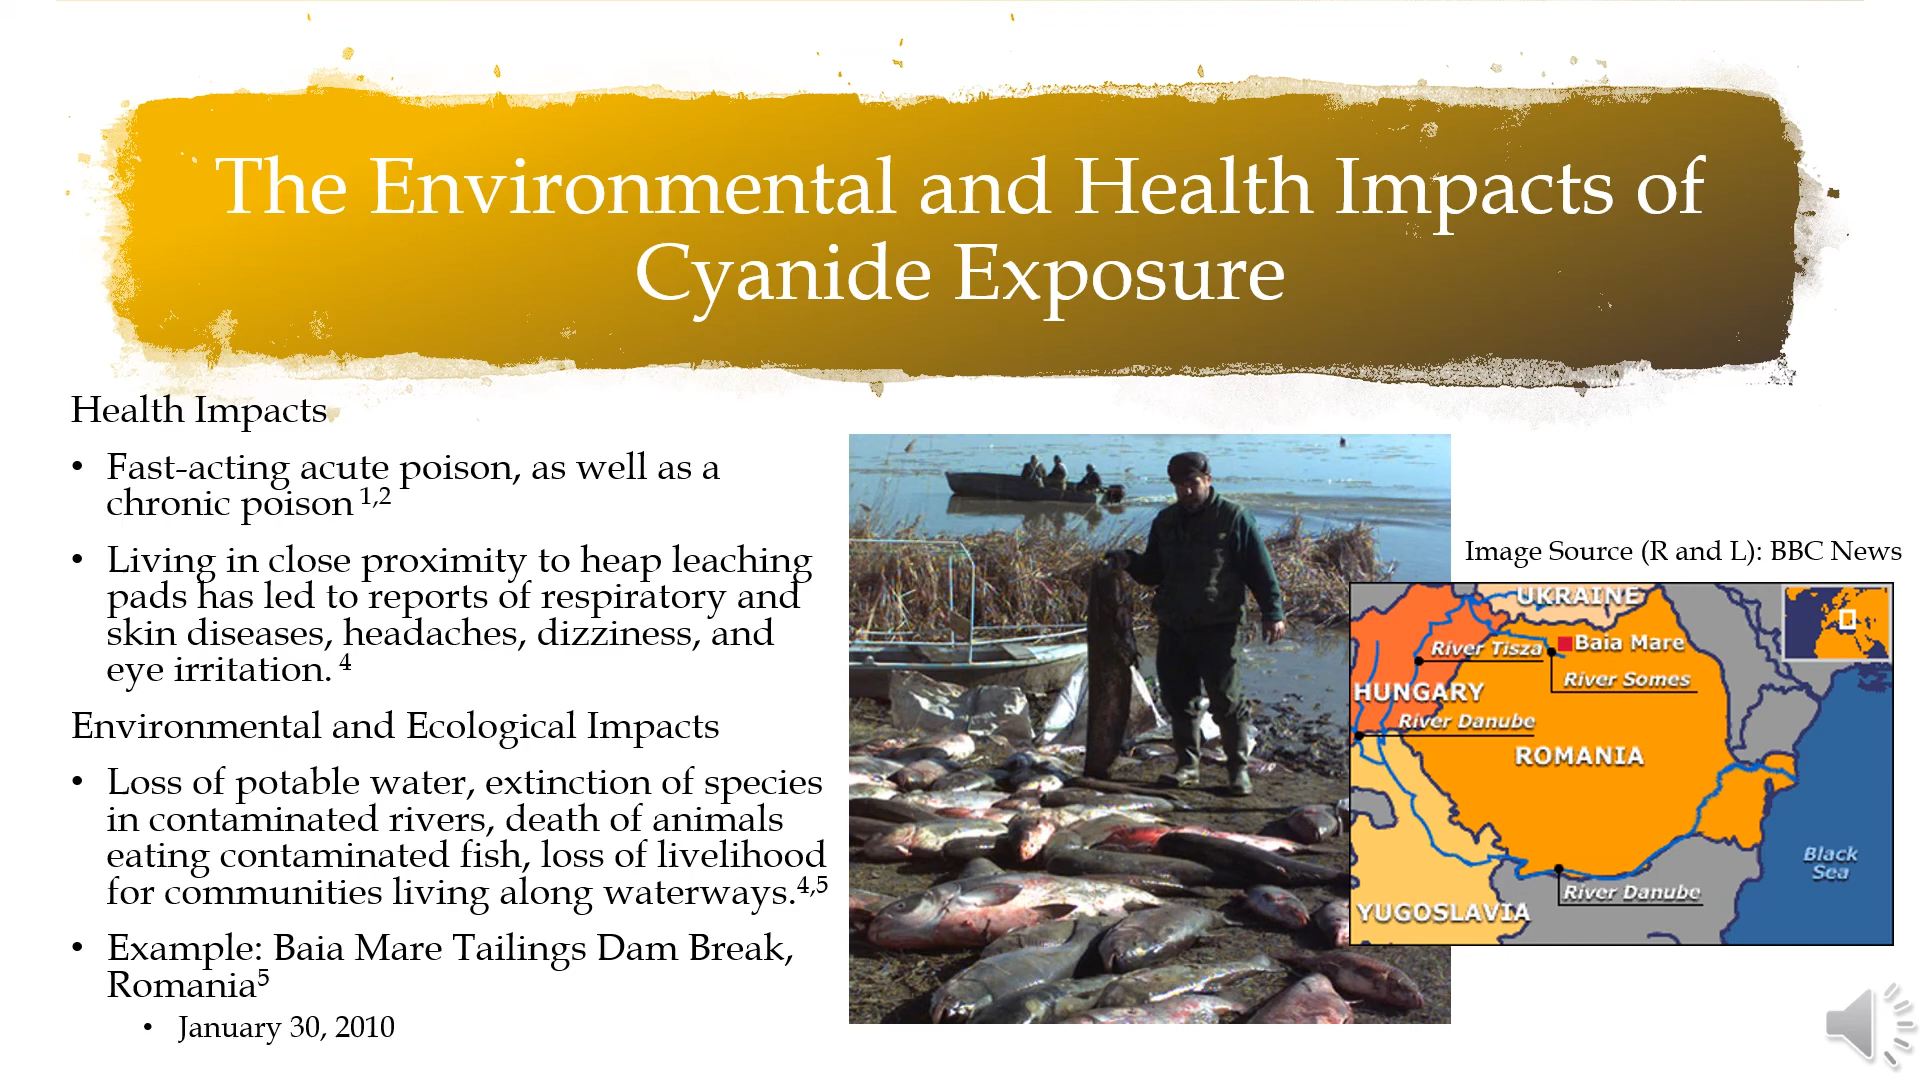 The Environmental and Health Impacts of
Cyanide Exposure
Health Impacts
• Fast-acting acute poison, as well as a
chronic poison 1,2
• Living in close proximity to heap leaching
pads has led to reports of respiratory and
skin diseases, headaches, dizziness, and
eye irritation. 4
Environmental and Ecological Impacts
• Loss of potable water, extinction of species
in contaminated rivers, death of animals
eating contaminated fish, loss of livelihood
for communities living along waterways.4,5
• Example: Baia Mare Tailings Dam Break,
Romania5
• January 30, 2010
Image Source (R and L): BBC News
UKRAINE
Baia Mare
River Tisza
River Somes
HUNGARY
River Danube
ROMANIA
Black
Sea
River Danube
YUGOSLAVIA